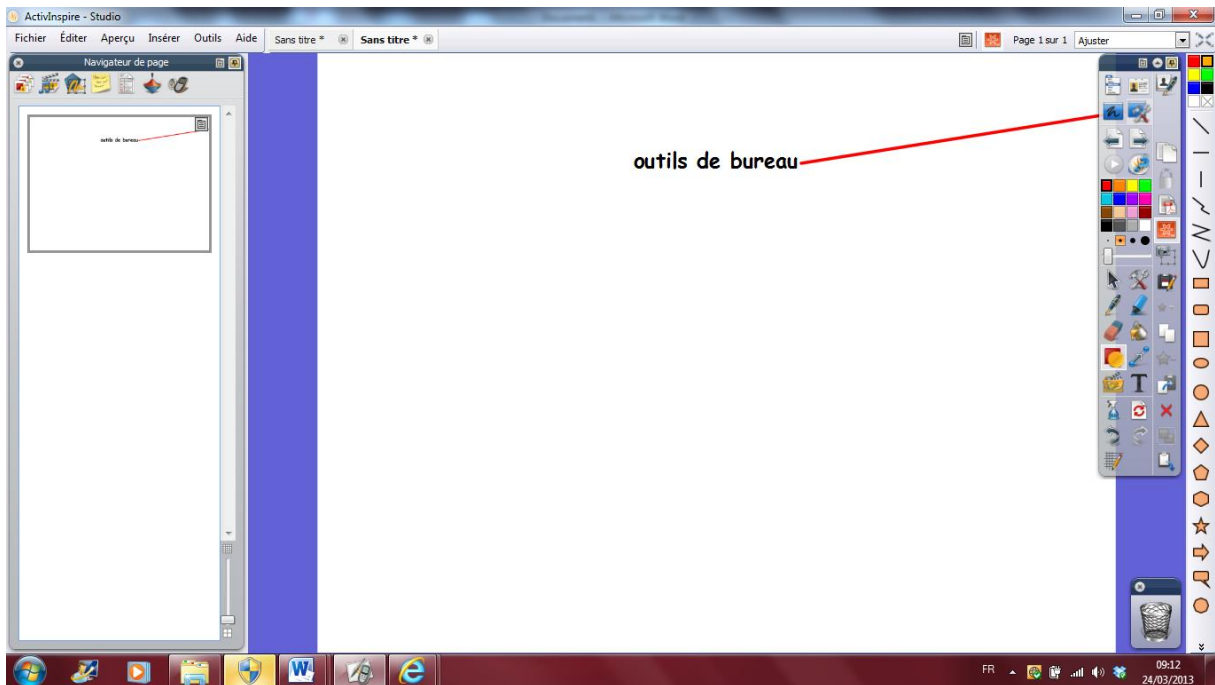 ActivInspire - Studio
Fichier Éditer Aperçu Insérer Outils Aide
Sans titre * Sans titre *
Page 1 sur 1 Ajuster
Navigateur de page
outils de bureau
outils de bureau
T
W
FR 09:12
24/03/2013